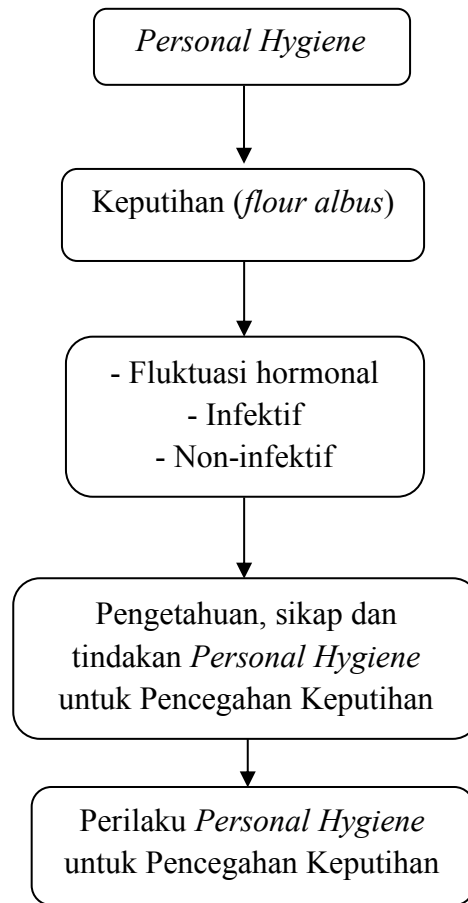 Personal Hygiene
Keputihan (flour albus)
- Fluktuasi hormonal
- Infektif
- Non-infektif
Pengetahuan, sikap dan
tindakan Personal Hygiene
untuk Pencegahan Keputihan
Perilaku Personal Hygiene
untuk Pencegahan Keputihan